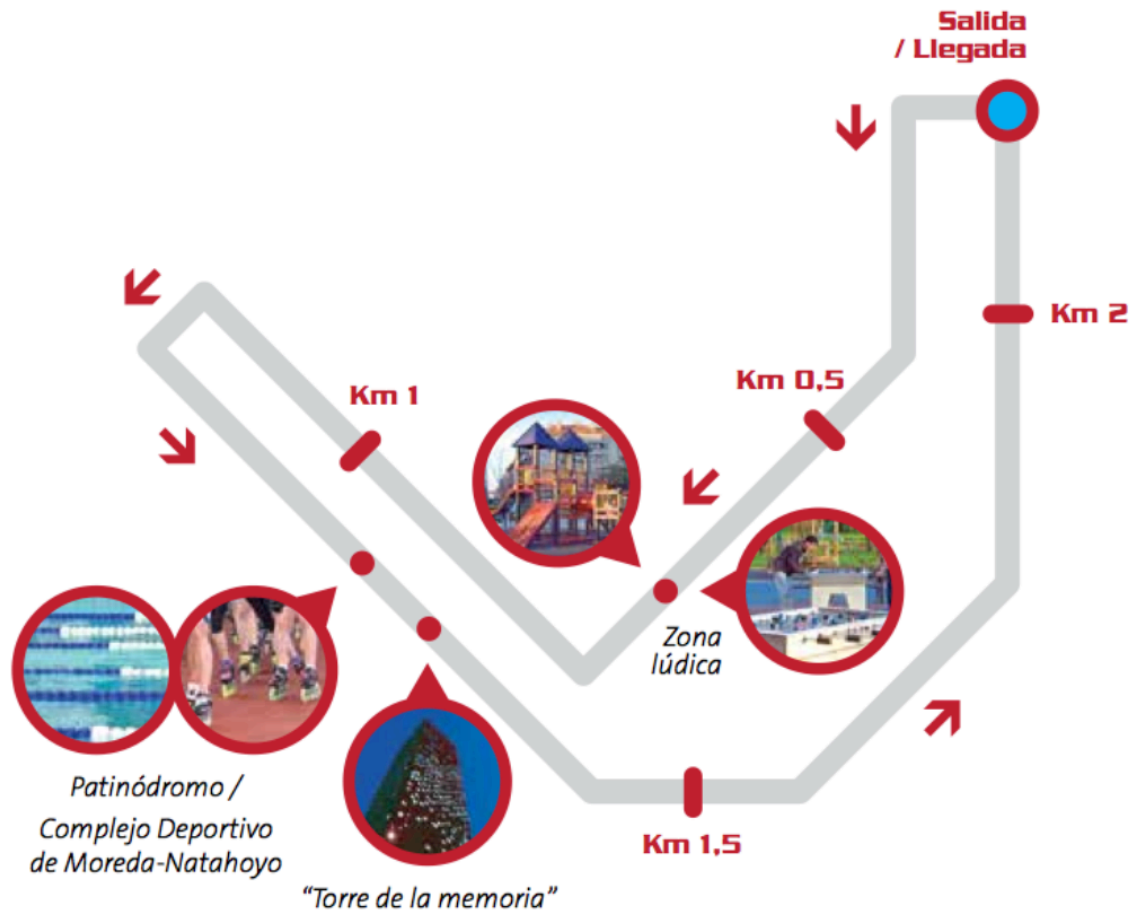 Salida
/ Llegada
Km 2
Km 0,5
Km 1
Zona
lúdica
Patinódromo /
Complejo Deportivo
de Moreda-Natahoyo
Km 1,5
“Torre de la memoria”